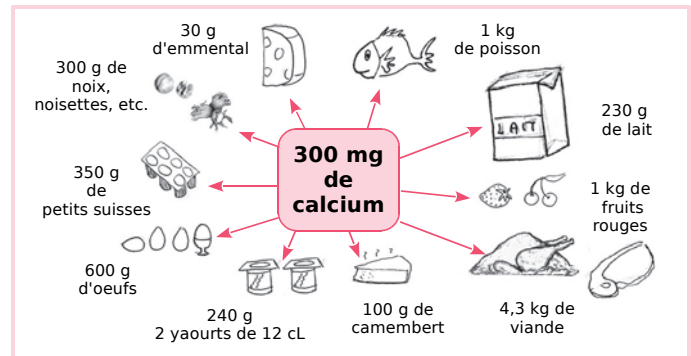 30 g
d'emmental
1 kg
de poisson
300 g de
noix,
noisettes, etc.
LAIT
230 g
de lait
300 mg
de
calcium
350 g
de
petits suisses
1 kg de
fruits
rouges
600 g
d'oeufs
240 g
2 yaourts de 12 cL
100 g de
camembert
4,3 kg de
viande